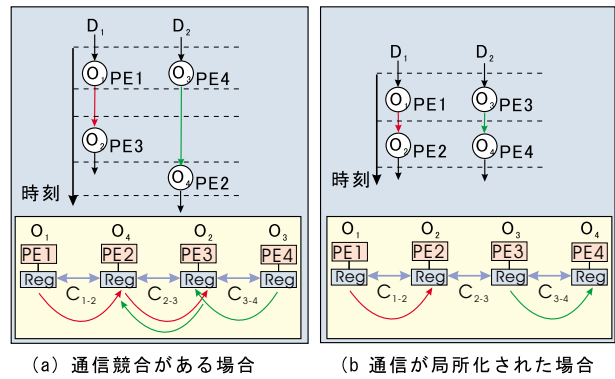 D1 D2
O1 PE1 O3 PE4
O2 PE3
O4 PE2
時刻
O1 O4 O2 O3
PE1 PE2 PE3 PE4
Reg Reg Reg Reg
C1-2 C2-3 C3-4
(a) 通信競合がある場合
D1 D2
O1 PE1 O3 PE3
O2 PE2 O4 PE4
時刻
O1 O2 O3 O4
PE1 PE2 PE3 PE4
Reg Reg Reg Reg
C1-2 C2-3 C3-4
(b 通信が局所化された場合